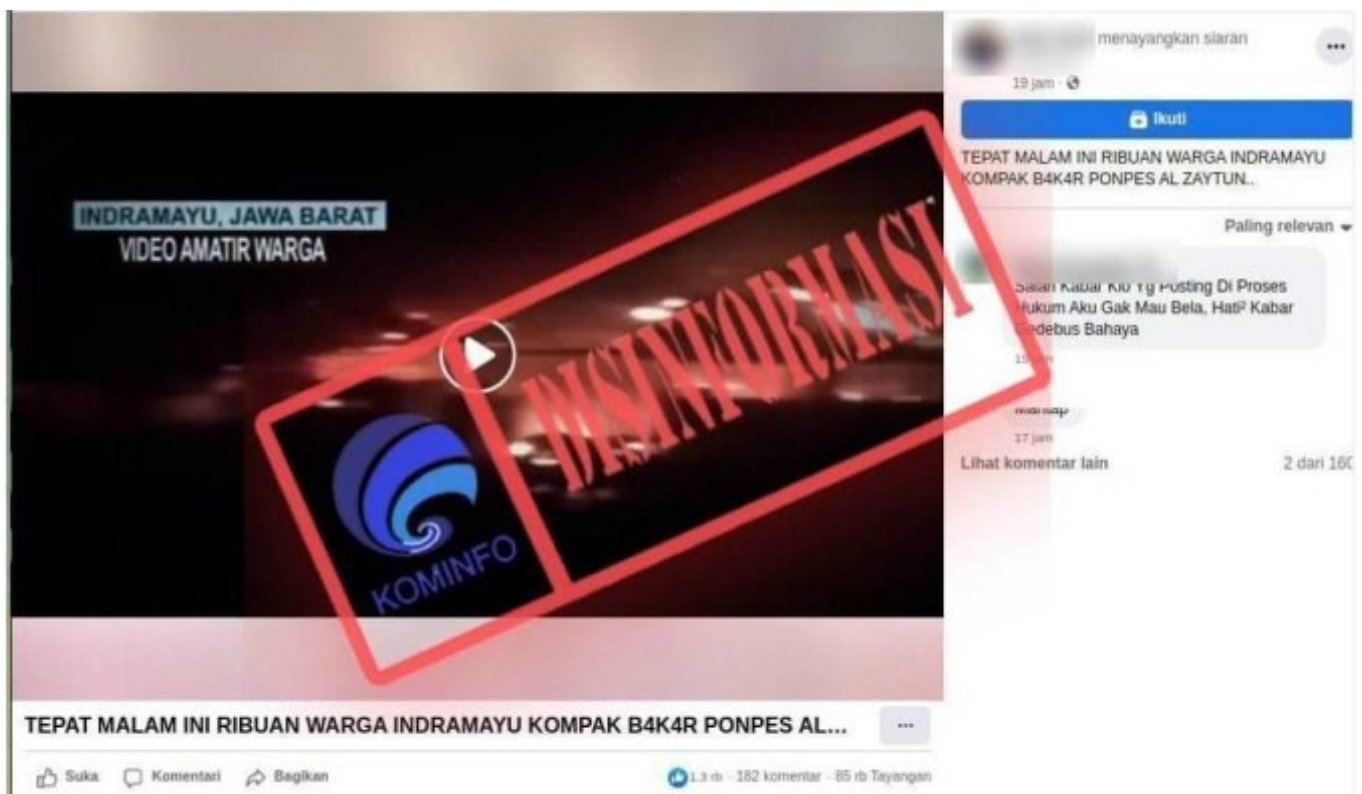 INDRAMAYU, JAWA BARAT
VIDEO AMATIR WARGA
DISINFORMASI
KOMINFO
TEPAT MALAM INI RIBUAN WARGA INDRAMAYU KOMPAK B4K4R PONPES AL...
...
Suka
Komentari
Bagikan
1.3 rb · 182 komentar · 85 rb Tayangan
menayangkan siaran
...
19 jam ·
Ikuti
TEPAT MALAM INI RIBUAN WARGA INDRAMAYU
KOMPAK B4K4R PONPES AL ZAYTUN..
Paling relevan
Kabar Klo Yg Posting Di Proses
Hukum Aku Gak Mau Bela, Hati² Kabar
Bahaya
17 jam
Lihat komentar lain
2 dari 160